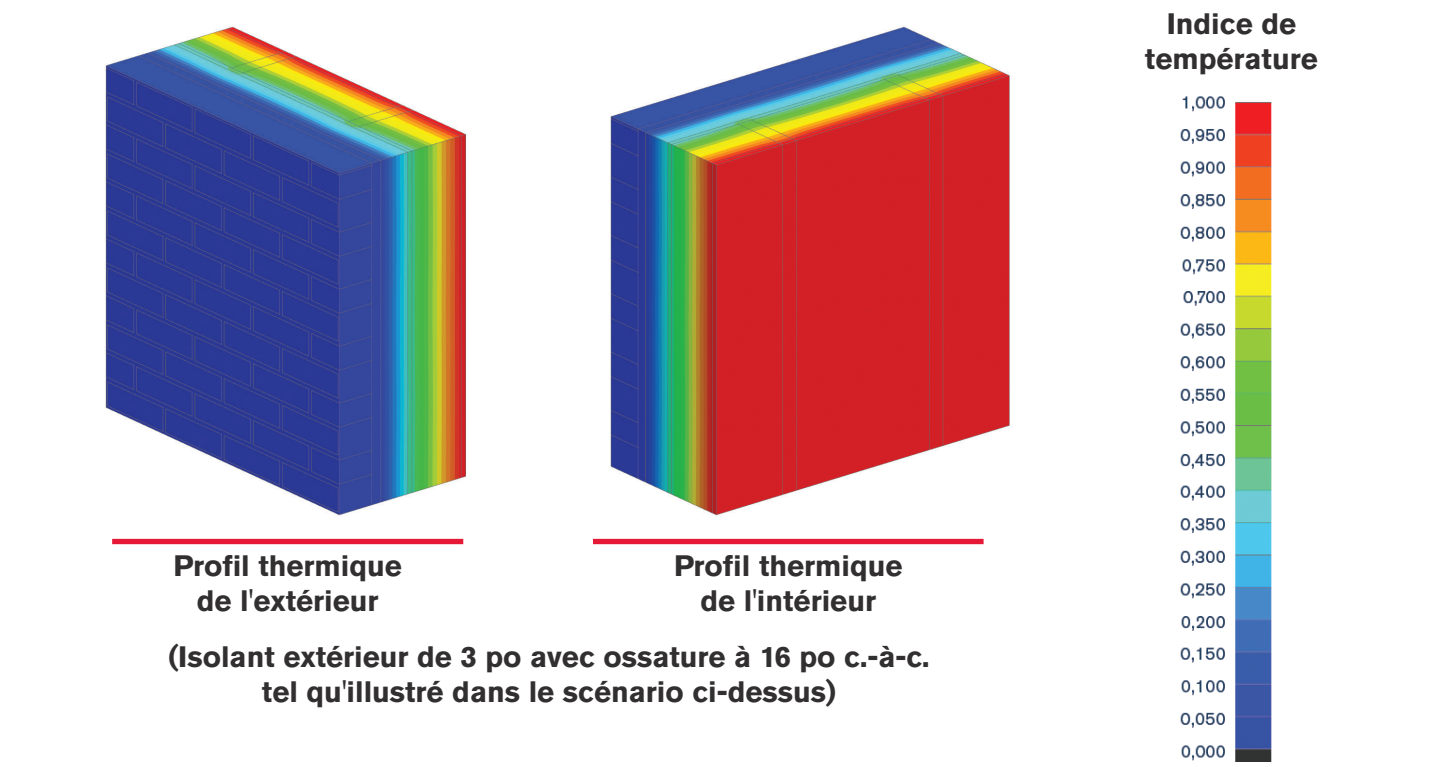 Indice de
température
1,000
0,950
0,900
0,850
0,800
0,750
0,700
0,650
0,600
0,550
0,500
0,450
0,400
0,350
0,300
0,250
0,200
0,150
0,100
0,050
0,000
Profil thermique
de l'extérieur
Profil thermique
de l'intérieur
(Isolant extérieur de 3 po avec ossature à 16 po c.-à-c.
tel qu'illustré dans le scénario ci-dessus)